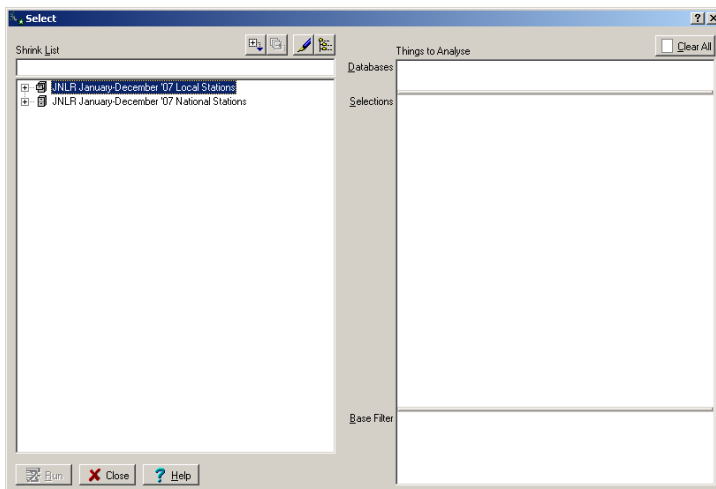 Select
Shrink List
Things to Analyse
Clear All
Databases
JNLR January-December '07 Local Stations
JNLR January-December '07 National Stations
Selections
Base Filter
Run
Close
Help